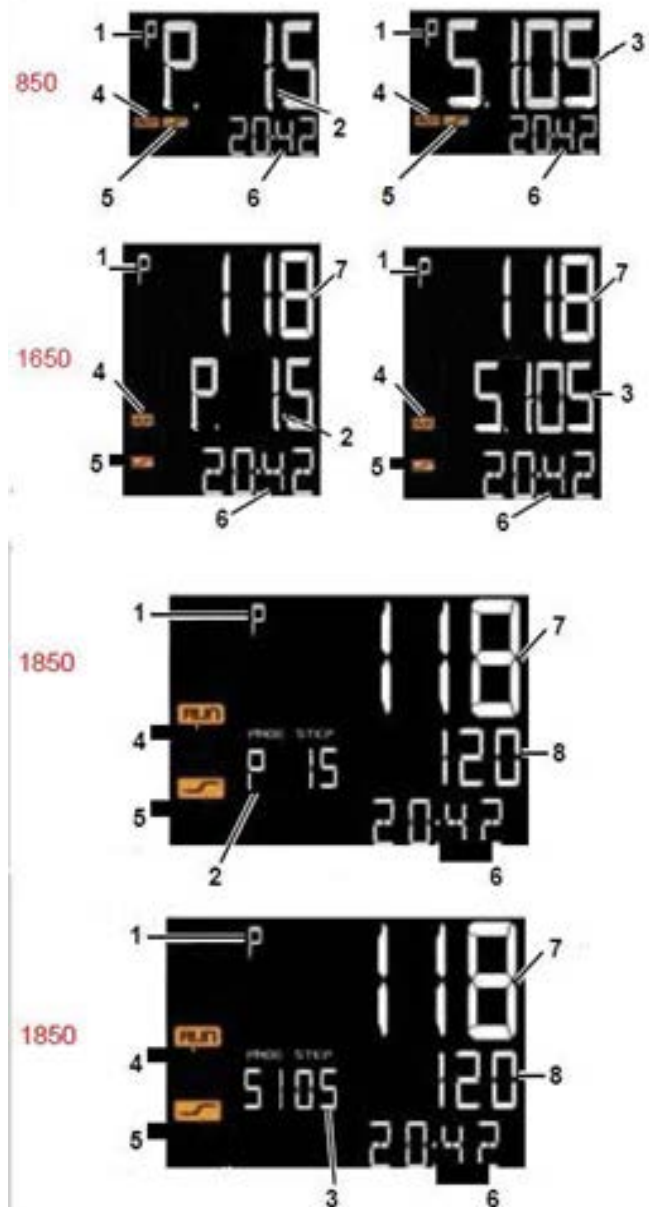 1 P P. 15
850
4
5 20:42 2
6
1 P S. 105 3
4
5 20:42
6
1 P 118 7
1650
4 P. 15
5 2
20:42
6
1 P 118 7
4 S. 105 3
5 20:42
6
1 P 118 7
1850
RUN
4 PROG STEP
P 15 120 8
5 20:42
2 6
1 P 118 7
1850
RUN
4 PROG STEP
S105 120 8
5 20:42
3 6